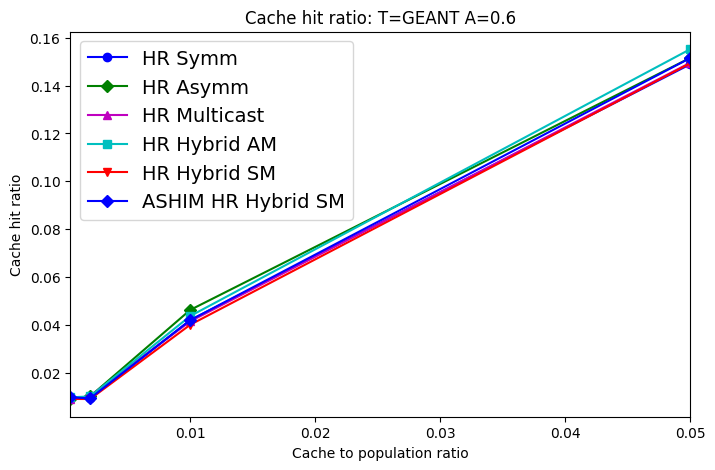 Cache hit ratio: T=GEANT A=0.6
0.16
0.14
0.12
0.10
0.08
0.06
0.04
0.02
Cache hit ratio
HR Symm
HR Asymm
HR Multicast
HR Hybrid AM
HR Hybrid SM
ASHIM HR Hybrid SM
0.01 0.02 0.03 0.04 0.05
Cache to population ratio